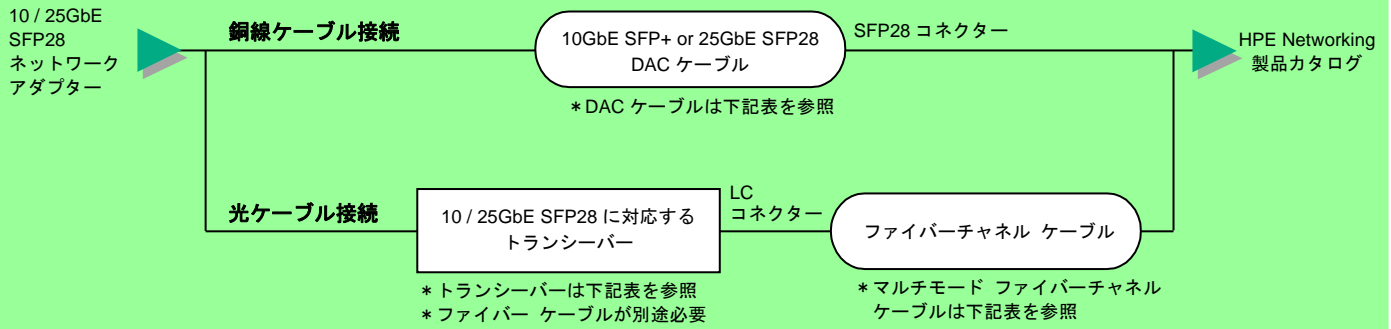 10 / 25GbE
SFP28
ネットワーク
アダプター
銅線ケーブル接続
10GbE SFP+ or 25GbE SFP28
DAC ケーブル
SFP28 コネクター
HPE Networking
製品カタログ
＊DAC ケーブルは下記表を参照
光ケーブル接続
10 / 25GbE SFP28 に対応する
トランシーバー
LC
コネクター
ファイバーチャネル ケーブル
＊トランシーバーは下記表を参照
＊ファイバー ケーブルが別途必要
＊マルチモード ファイバーチャネル
ケーブルは下記表を参照